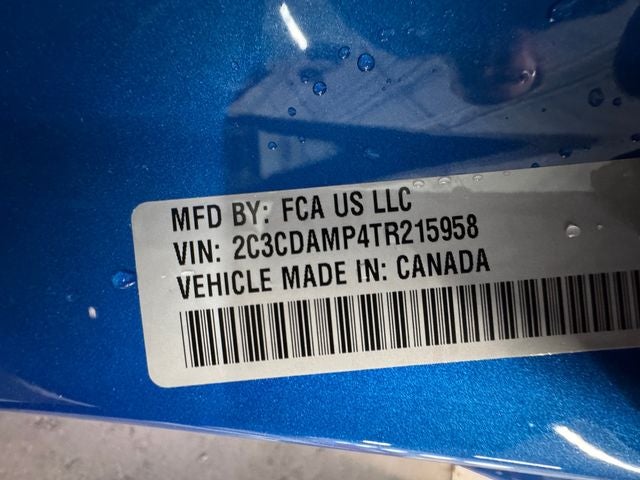 MFD BY: FCA US LLC
VIN: 2C3CDAMP4TR215958
VEHICLE MADE IN: CANADA